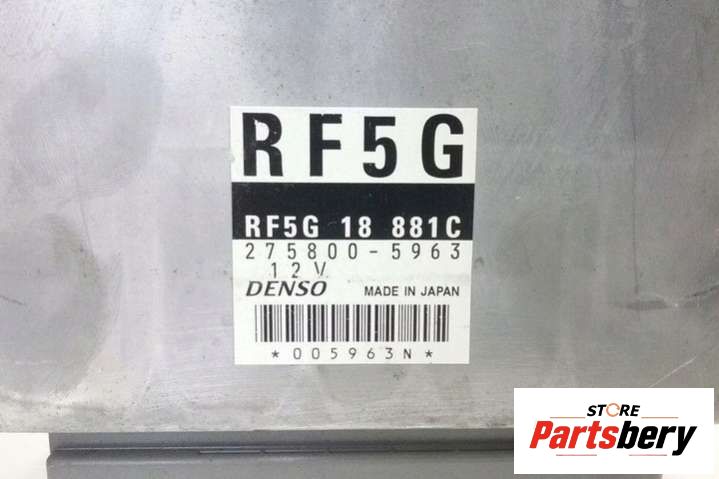 RF5G
RF5G 18 881C
275800-5963
12V
DENSO MADE IN JAPAN
*005963N*
STORE
Partsbery